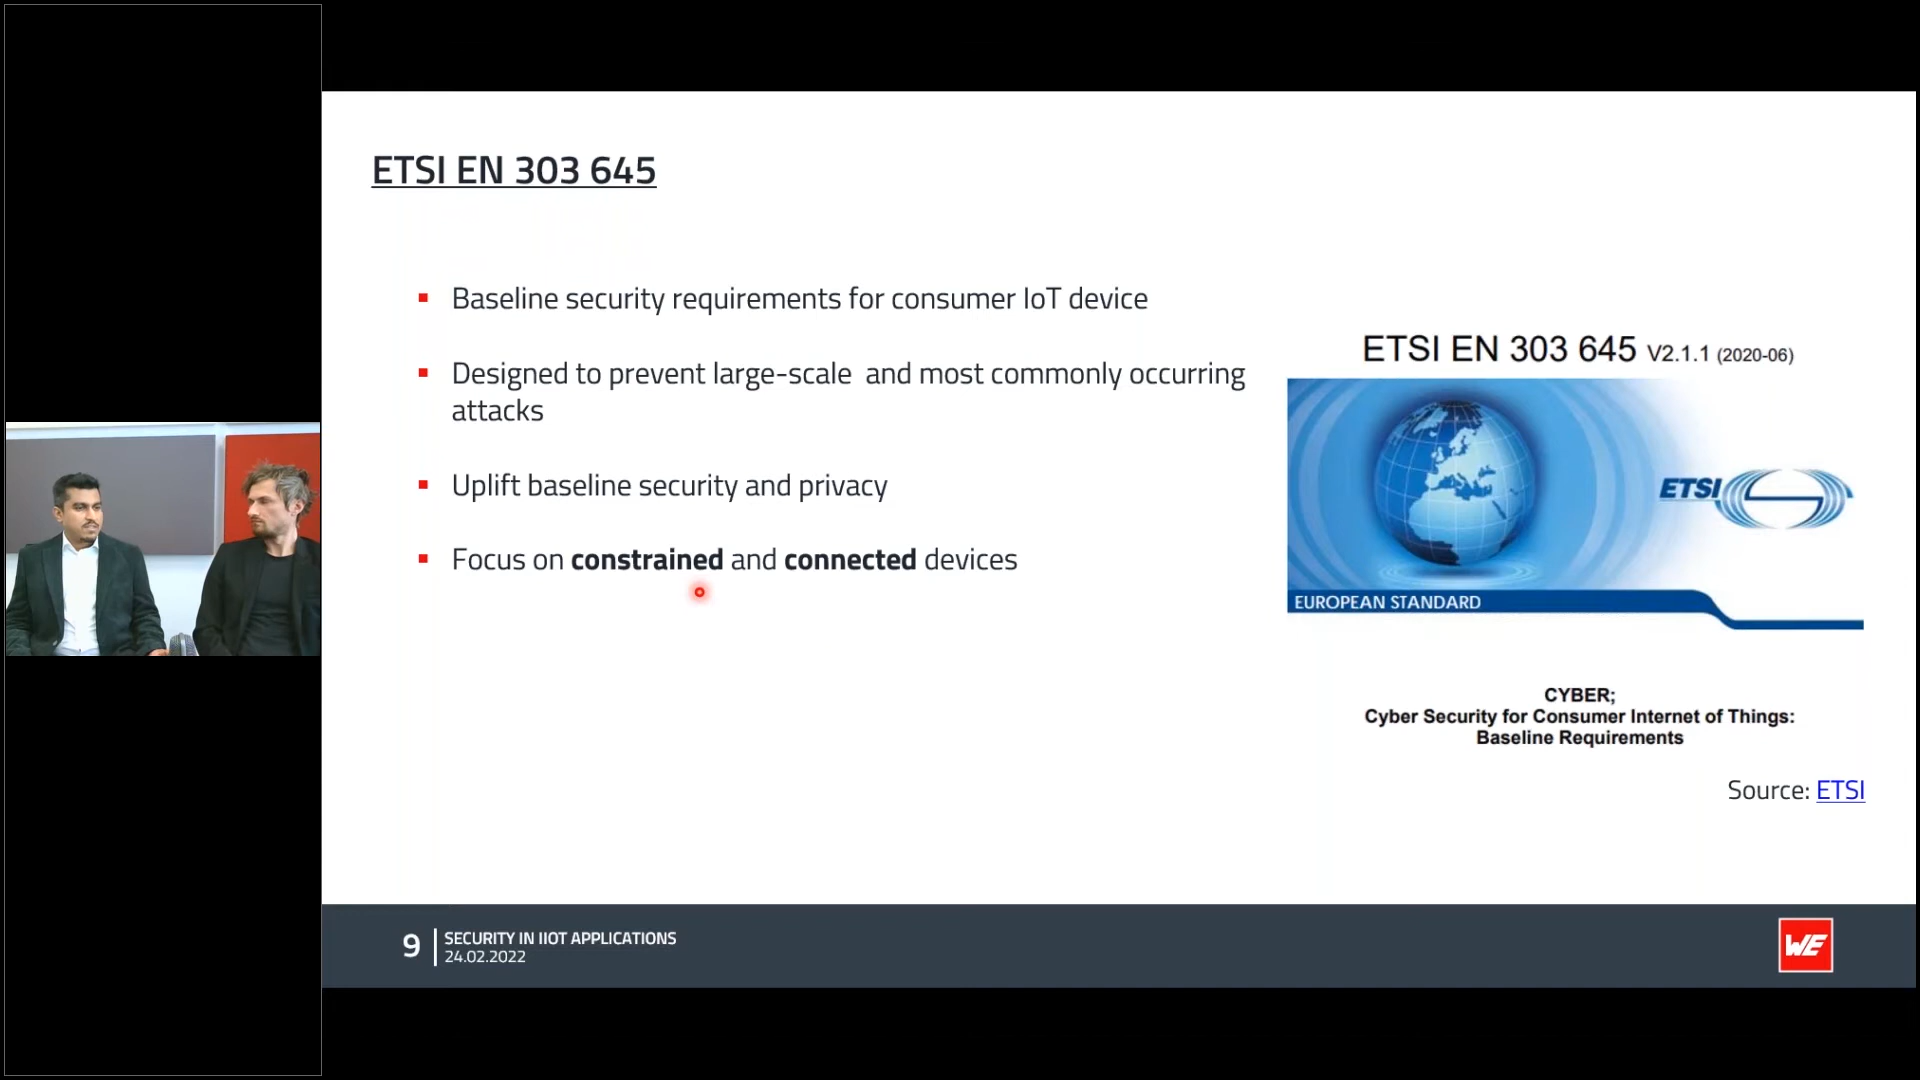 ETSI EN 303 645
Baseline security requirements for consumer IoT device
Designed to prevent large-scale and most commonly occurring
attacks
Uplift baseline security and privacy
Focus on constrained and connected devices
ETSI EN 303 645 V2.1.1 (2020-06)
ETSI
EUROPEAN STANDARD
CYBER;
Cyber Security for Consumer Internet of Things:
Baseline Requirements
Source: ETSI
9
SECURITY IN IIOT APPLICATIONS
24.02.2022
WE